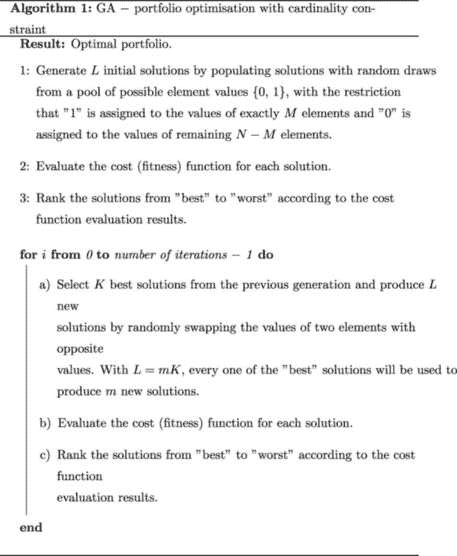 Algorithm 1: GA − portfolio optimisation with cardinality con-
straint
Result: Optimal portfolio.
1: Generate L initial solutions by populating solutions with random draws
from a pool of possible element values {0, 1}, with the restriction
that "1" is assigned to the values of exactly M elements and "0" is
assigned to the values of remaining N − M elements.
2: Evaluate the cost (fitness) function for each solution.
3: Rank the solutions from "best" to "worst" according to the cost
function evaluation results.
for i from 0 to number of iterations − 1 do
a) Select K best solutions from the previous generation and produce L
new
solutions by randomly swapping the values of two elements with
opposite
values. With L = mK, every one of the "best" solutions will be used to
produce m new solutions.
b) Evaluate the cost (fitness) function for each solution.
c) Rank the solutions from "best" to "worst" according to the cost
function
evaluation results.
end